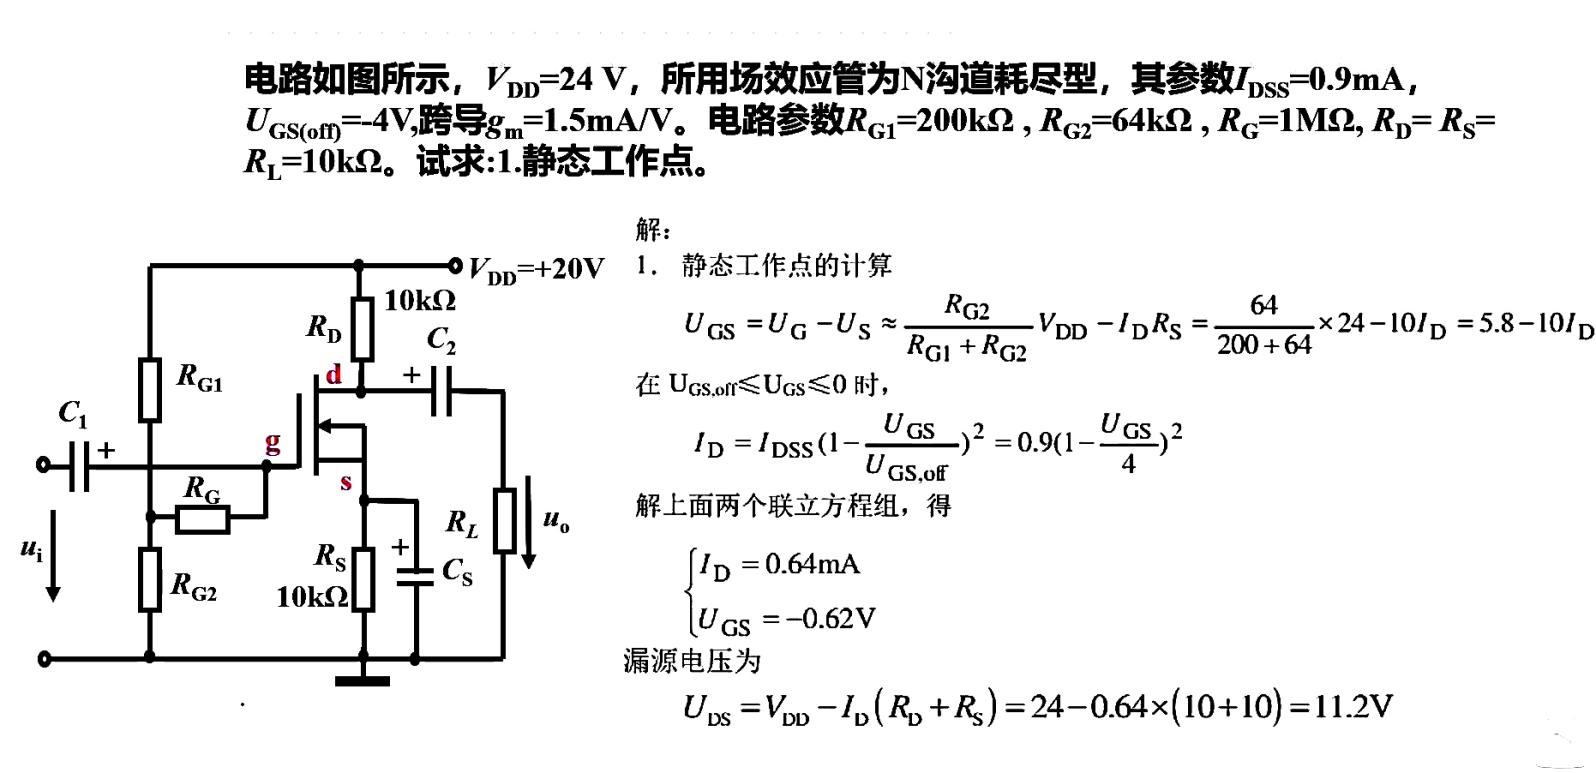 电路如图所示，VDD=24 V，所用场效应管为N沟道耗尽型，其参数IDSS=0.9mA，
UGS(off)=-4V,跨导gm=1.5mA/V。电路参数RG1=200kΩ , RG2=64kΩ , RG=1MΩ, RD= RS=
RL=10kΩ。试求:1.静态工作点。
解：
1. 静态工作点的计算
UGS = UG − US ≈ RG2/(RG1 + RG2) VDD − IDRS = 64/(200+64) ×24−10ID = 5.8−10ID
在 UGS,off≤UGS≤0 时，
ID = IDSS(1− UGS/UGS,off)² = 0.9(1− UGS/4)²
解上面两个联立方程组，得
ID = 0.64mA
UGS = −0.62V
漏源电压为
UDS = VDD − ID(RD + RS) = 24−0.64×(10+10) = 11.2V
VDD=+20V
10kΩ
RD
C2
+
d
RG1
C1
+
g
RG
s
RL
uo
ui
RS
+
CS
RG2
10kΩ